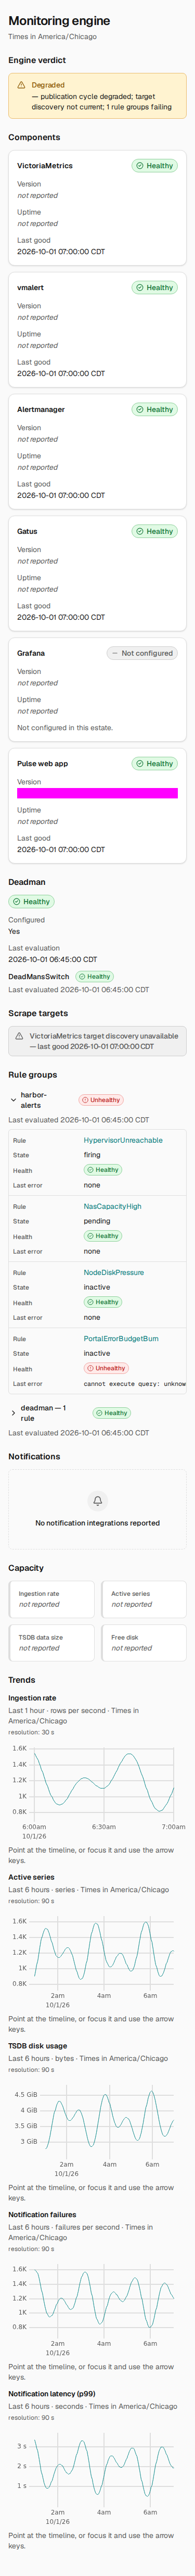 Monitoring engine
Times in America/Chicago
Engine verdict
Degraded
— publication cycle degraded; target
discovery not current; 1 rule groups failing
Components
VictoriaMetrics
Healthy
Version
not reported
Uptime
not reported
Last good
2026-10-01 07:00:00 CDT
vmalert
Healthy
Version
not reported
Uptime
not reported
Last good
2026-10-01 07:00:00 CDT
Alertmanager
Healthy
Version
not reported
Uptime
not reported
Last good
2026-10-01 07:00:00 CDT
Gatus
Healthy
Version
not reported
Uptime
not reported
Last good
2026-10-01 07:00:00 CDT
Grafana
Not configured
Version
not reported
Uptime
not reported
Not configured in this estate.
Pulse web app
Healthy
Version
Uptime
not reported
Last good
2026-10-01 07:00:00 CDT
Deadman
Healthy
Configured
Yes
Last evaluation
2026-10-01 06:45:00 CDT
DeadMansSwitch Healthy
Last evaluated 2026-10-01 06:45:00 CDT
Scrape targets
VictoriaMetrics target discovery unavailable
— last good 2026-10-01 07:00:00 CDT
Rule groups
harbor-
alerts
Unhealthy
Last evaluated 2026-10-01 06:45:00 CDT
Rule HypervisorUnreachable
State firing
Health Healthy
Last error none
Rule NasCapacityHigh
State pending
Health Healthy
Last error none
Rule NodeDiskPressure
State inactive
Health Healthy
Last error none
Rule PortalErrorBudgetBurn
State inactive
Health Unhealthy
Last error cannot execute query: unknow
deadman — 1
rule
Healthy
Last evaluated 2026-10-01 06:45:00 CDT
Notifications
No notification integrations reported
Capacity
Ingestion rate
not reported
Active series
not reported
TSDB data size
not reported
Free disk
not reported
Trends
Ingestion rate
Last 1 hour · rows per second · Times in
America/Chicago
resolution: 30 s
1.6K
1.4K
1.2K
1K
0.8K
6:00am 6:30am 7:00am
10/1/26
Point at the timeline, or focus it and use the arrow
keys.
Active series
Last 6 hours · series · Times in America/Chicago
resolution: 90 s
1.6K
1.4K
1.2K
1K
0.8K
2am 4am 6am
10/1/26
Point at the timeline, or focus it and use the arrow
keys.
TSDB disk usage
Last 6 hours · bytes · Times in America/Chicago
resolution: 90 s
4.5 GiB
4 GiB
3.5 GiB
3 GiB
2am 4am 6am
10/1/26
Point at the timeline, or focus it and use the arrow
keys.
Notification failures
Last 6 hours · failures per second · Times in
America/Chicago
resolution: 90 s
1.6K
1.4K
1.2K
1K
0.8K
2am 4am 6am
10/1/26
Point at the timeline, or focus it and use the arrow
keys.
Notification latency (p99)
Last 6 hours · seconds · Times in America/Chicago
resolution: 90 s
3 s
2 s
1 s
2am 4am 6am
10/1/26
Point at the timeline, or focus it and use the arrow
keys.